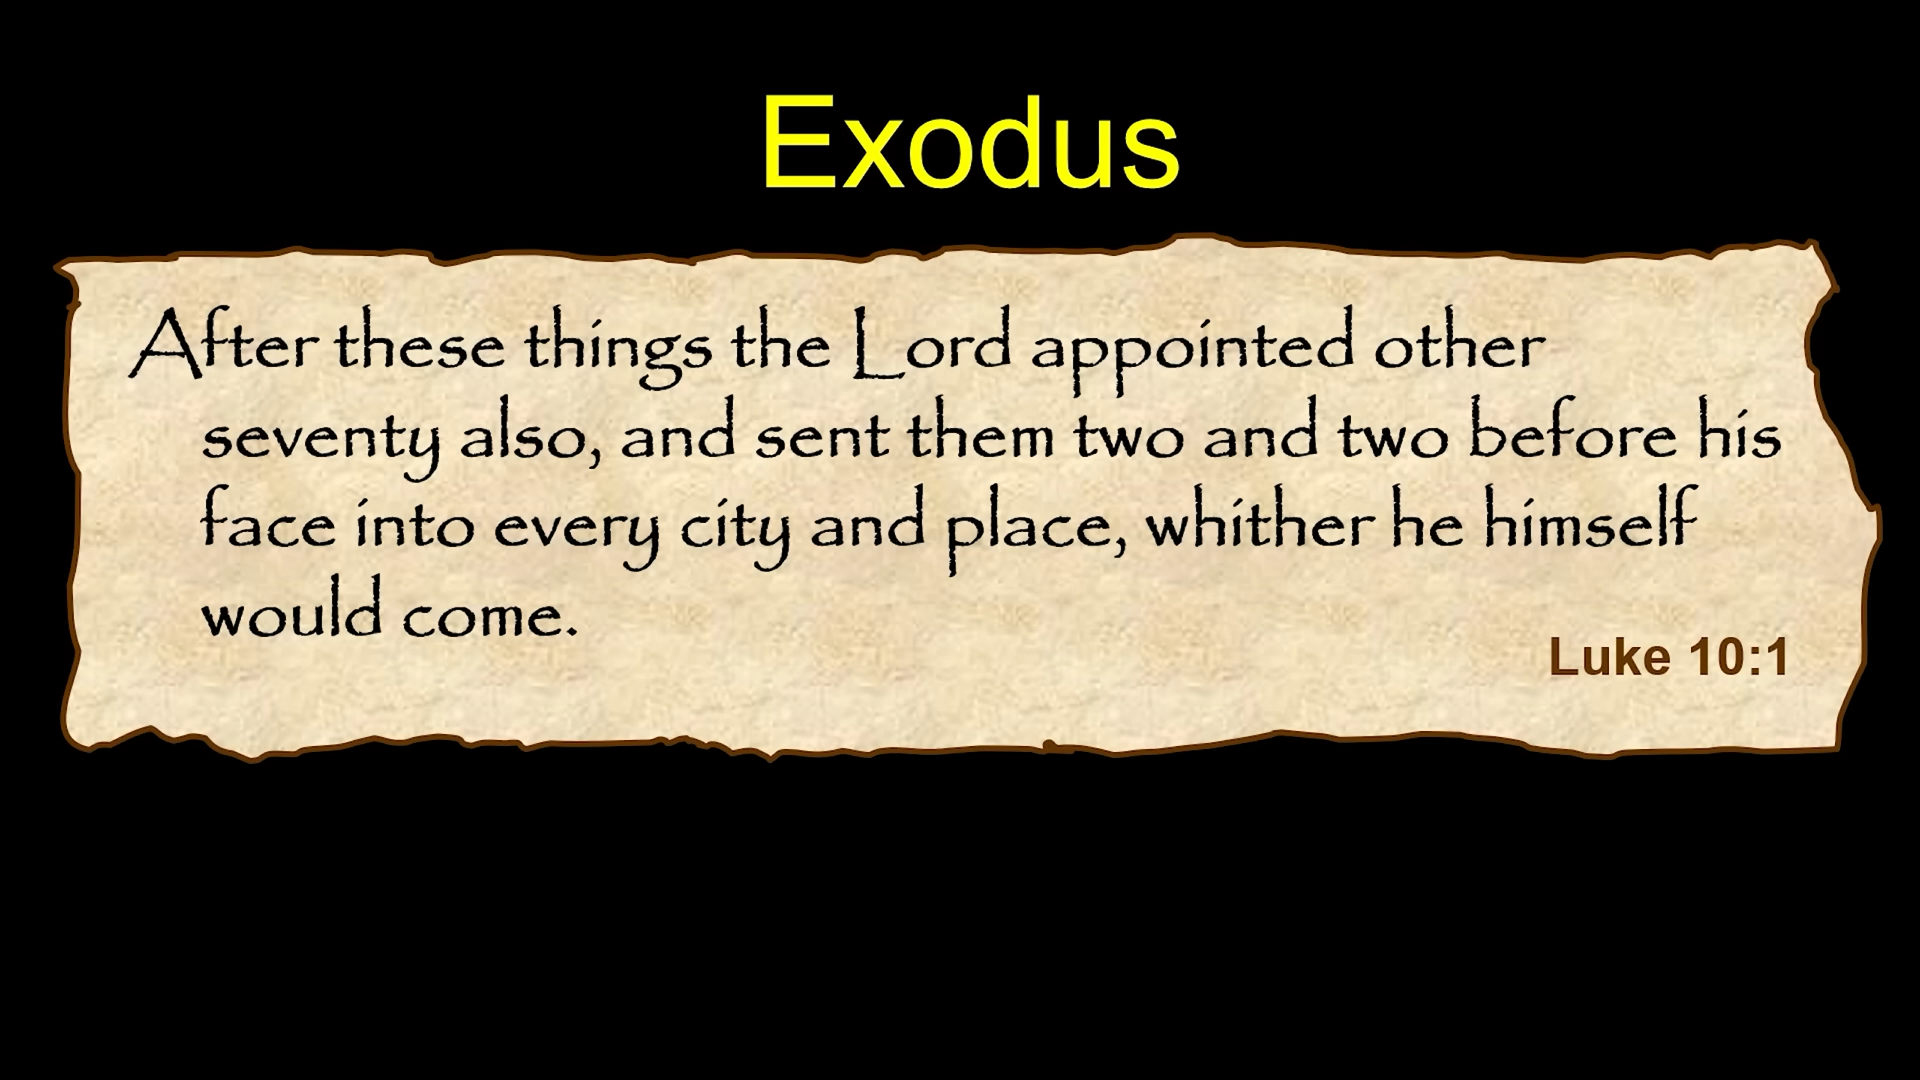 Exodus
After these things the Lord appointed other
seventy also, and sent them two and two before his
face into every city and place, whither he himself
would come.
Luke 10:1